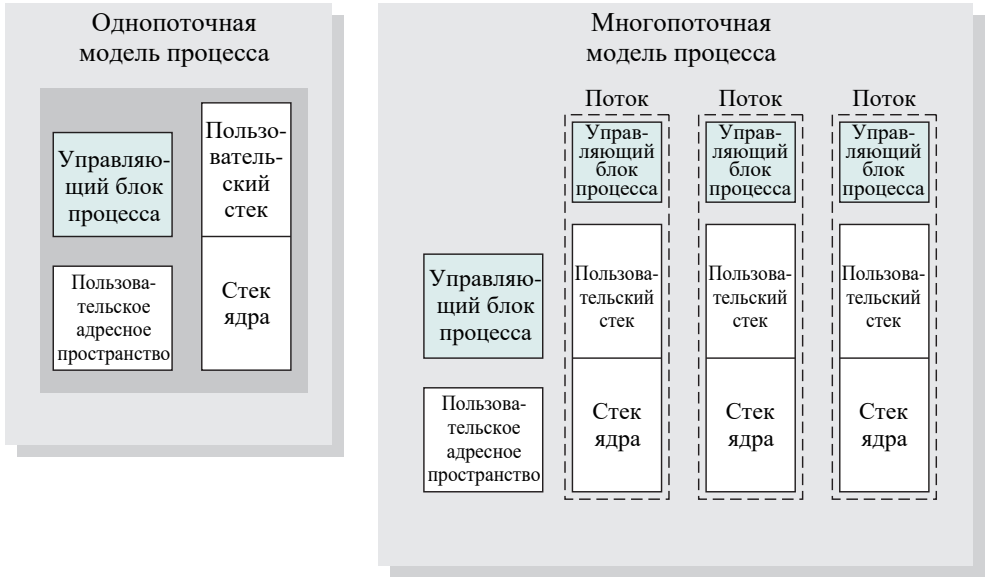 Однопоточная
модель процесса
Управляю-
щий блок
процесса
Пользо-
ватель-
ский
стек
Пользова-
тельское
адресное
пространство
Стек
ядра
Многопоточная
модель процесса
Управляю-
щий блок
процесса
Пользова-
тельское
адресное
пространство
Поток
Управ-
ляющий
блок
процесса
Пользова-
тельский
стек
Стек
ядра
Поток
Управ-
ляющий
блок
процесса
Пользова-
тельский
стек
Стек
ядра
Поток
Управ-
ляющий
блок
процесса
Пользова-
тельский
стек
Стек
ядра